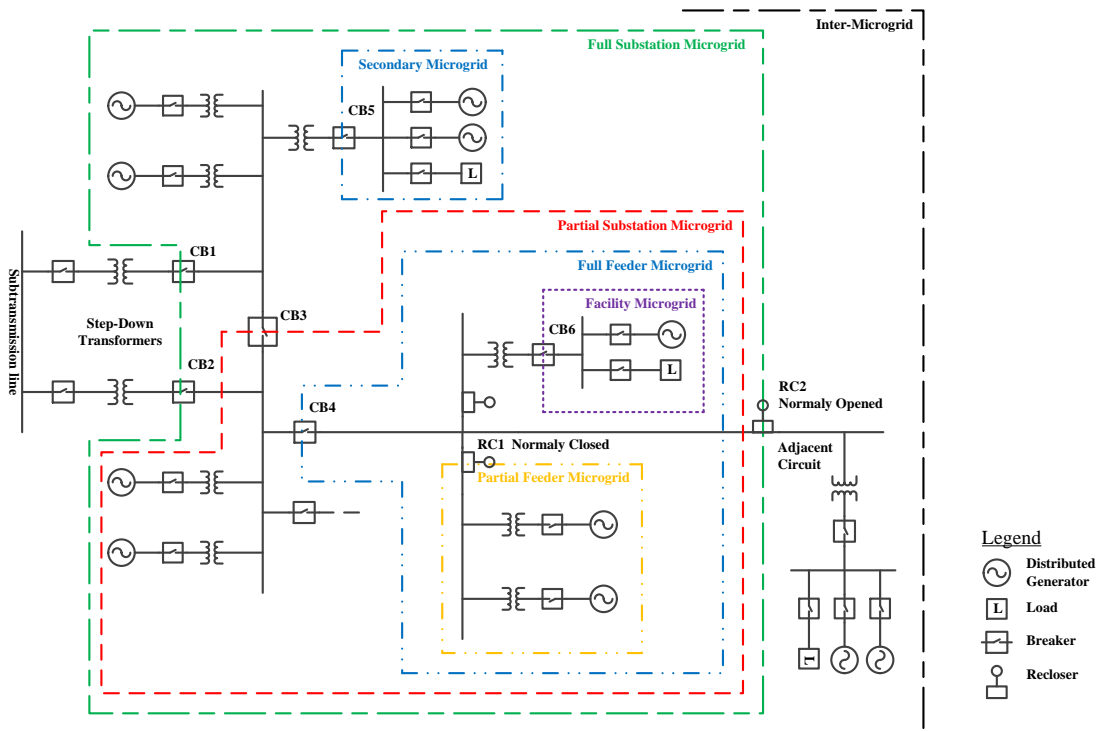 Inter-Microgrid
Full Substation Microgrid
Secondary Microgrid
CB5
L
Partial Substation Microgrid
Full Feeder Microgrid
CB1
Subtransmission line
Step-Down
Transformers
CB3
Facility Microgrid
CB6
L
CB2
CB4
RC2
Normaly Opened
RC1 Normaly Closed
Adjacent
Circuit
Partial Feeder Microgrid
L
Legend
Distributed
Generator
L
Load
Breaker
Recloser